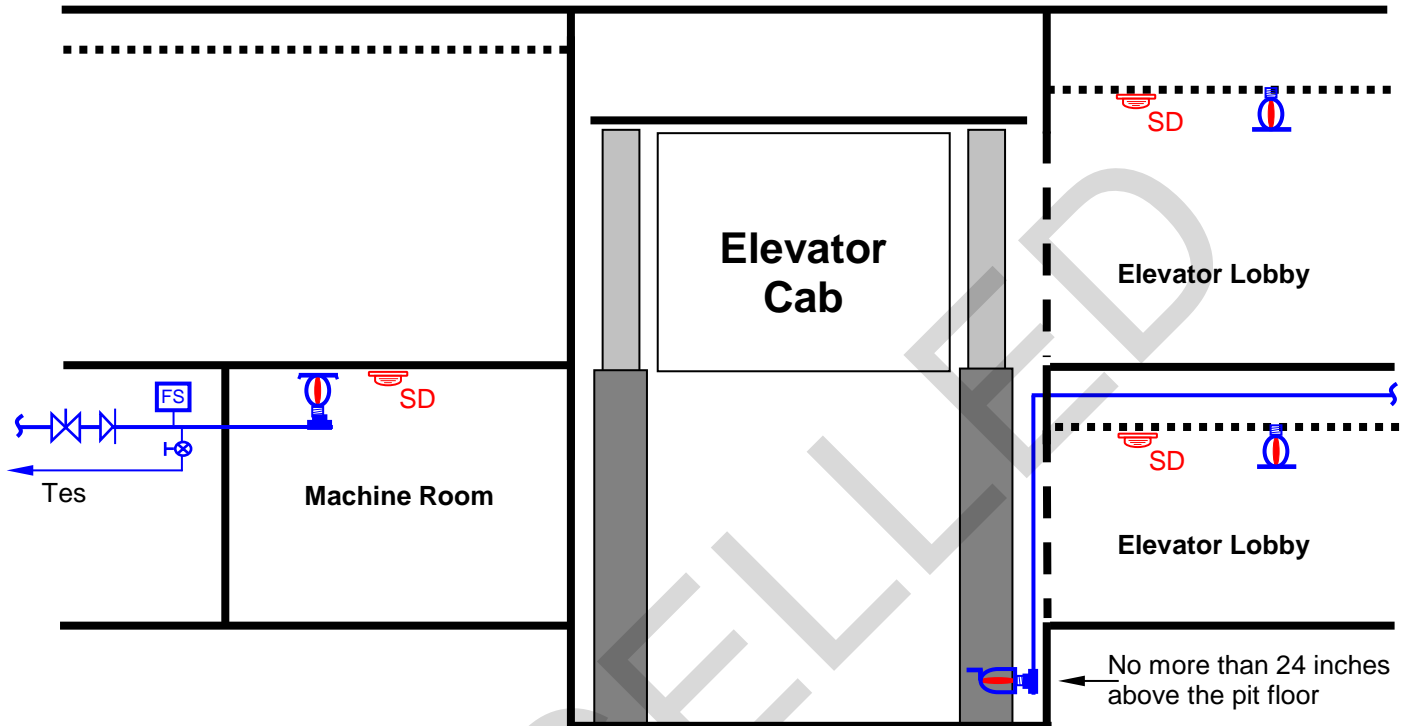 SD
Elevator
Cab
Elevator Lobby
FS
SD
Tes
Machine Room
SD
Elevator Lobby
No more than 24 inches
above the pit floor
CELLED